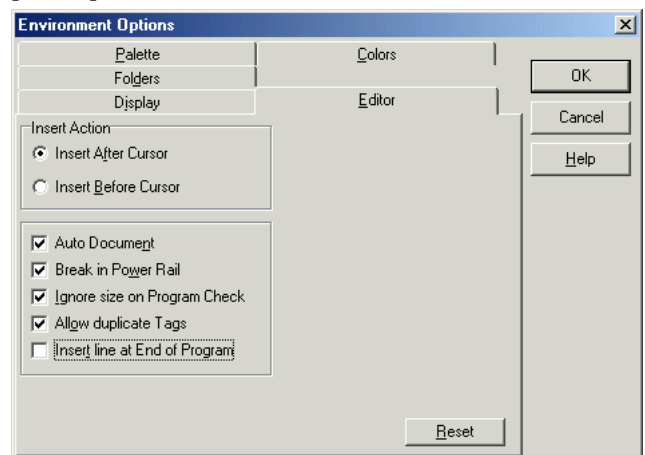 Environment Options
Palette
Colors
Folders
Display
Editor
OK
Cancel
Help
Insert Action
Insert After Cursor
Insert Before Cursor
Auto Document
Break in Power Rail
Ignore size on Program Check
Allow duplicate Tags
Insert line at End of Program
Reset